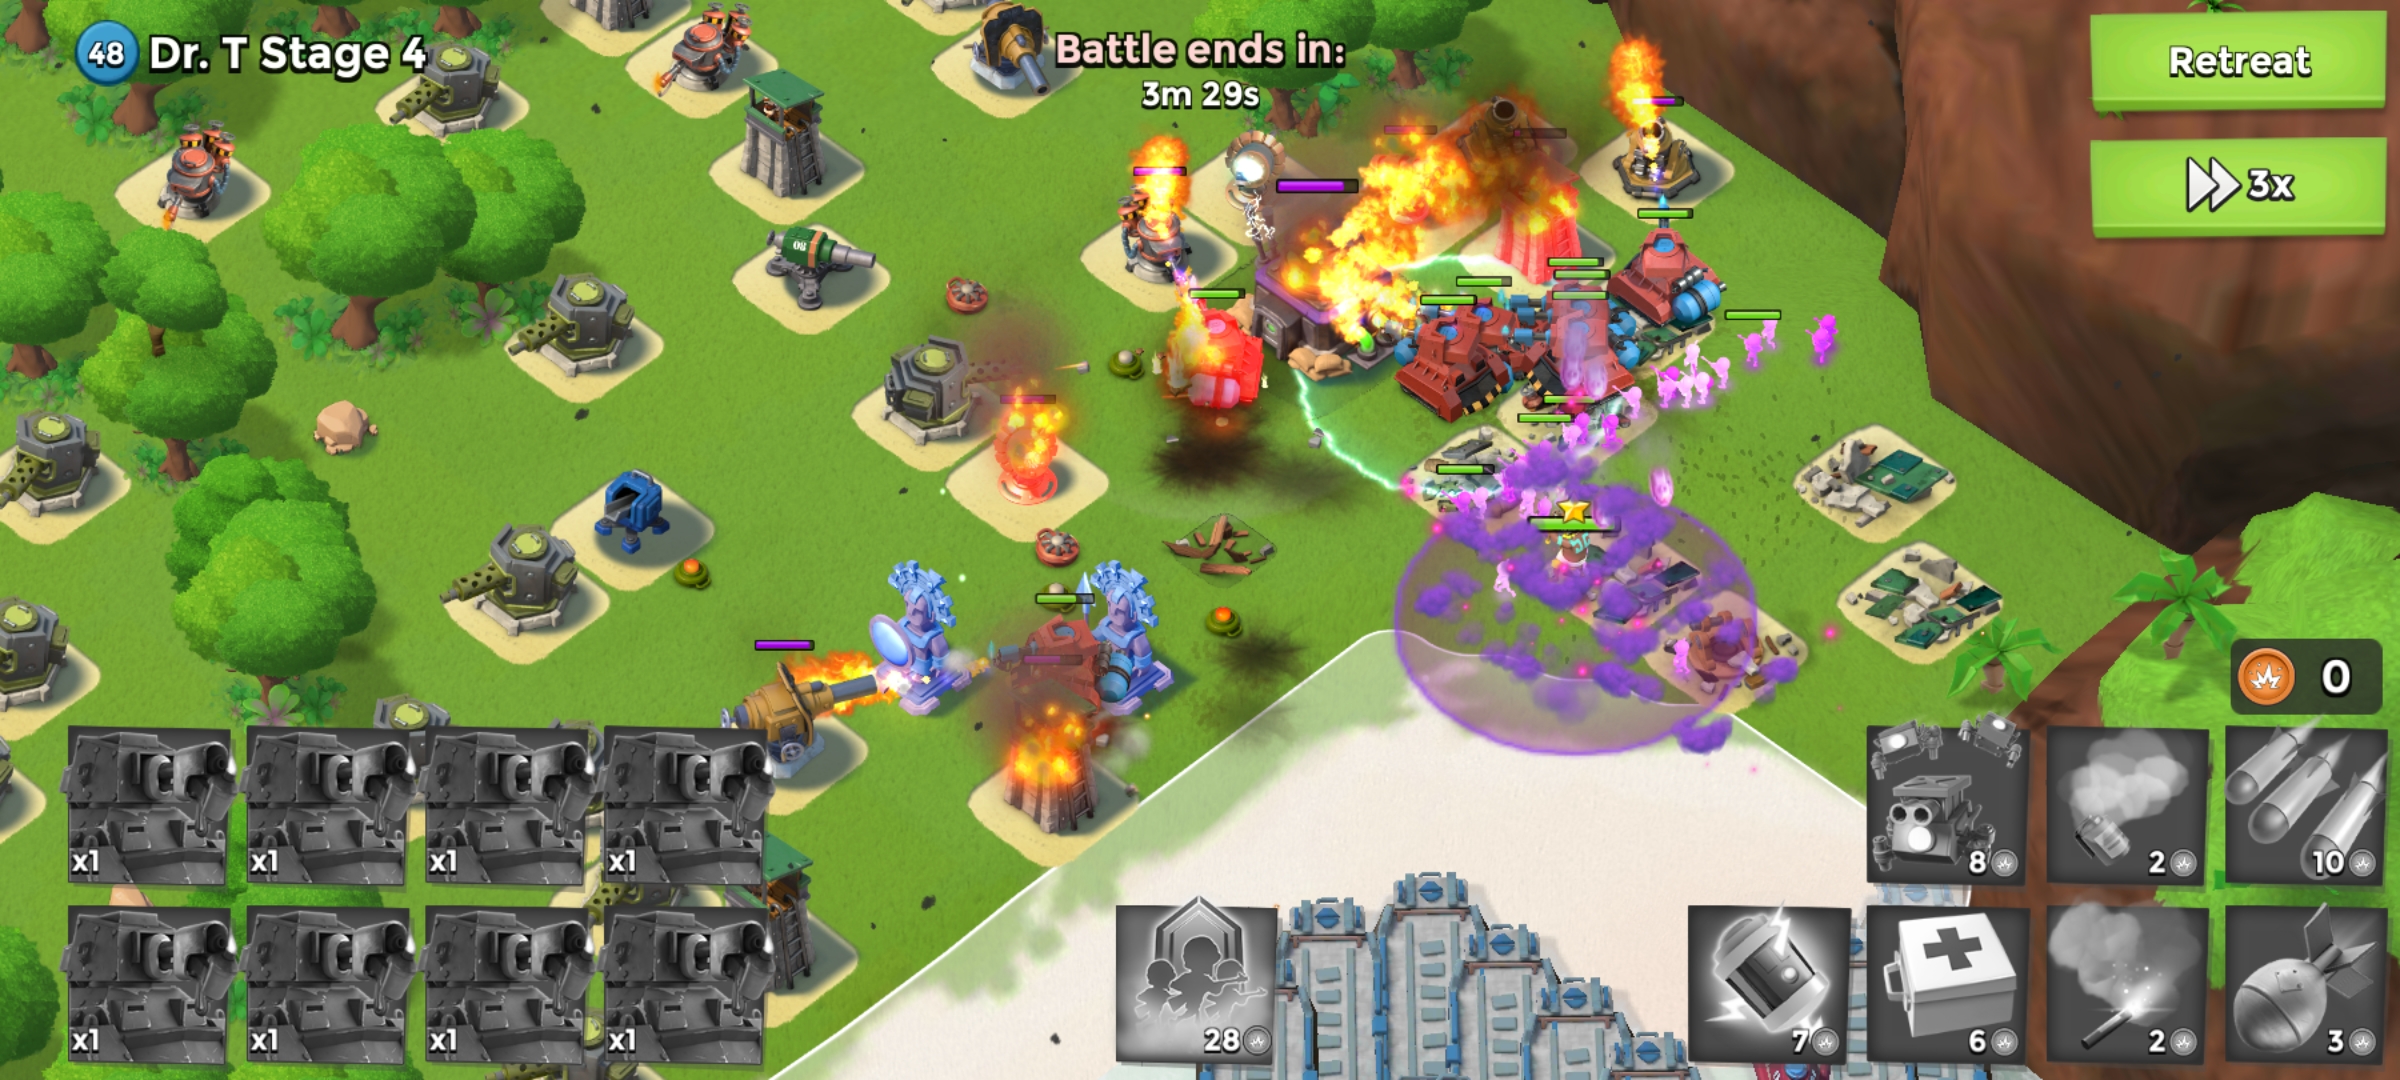 48 Dr. T Stage 4
Battle ends in:
3m 29s
Retreat
3x
08
0
x1 x1 x1 x1
8 2 10
x1 x1 x1 x1
28 7 6 2 3